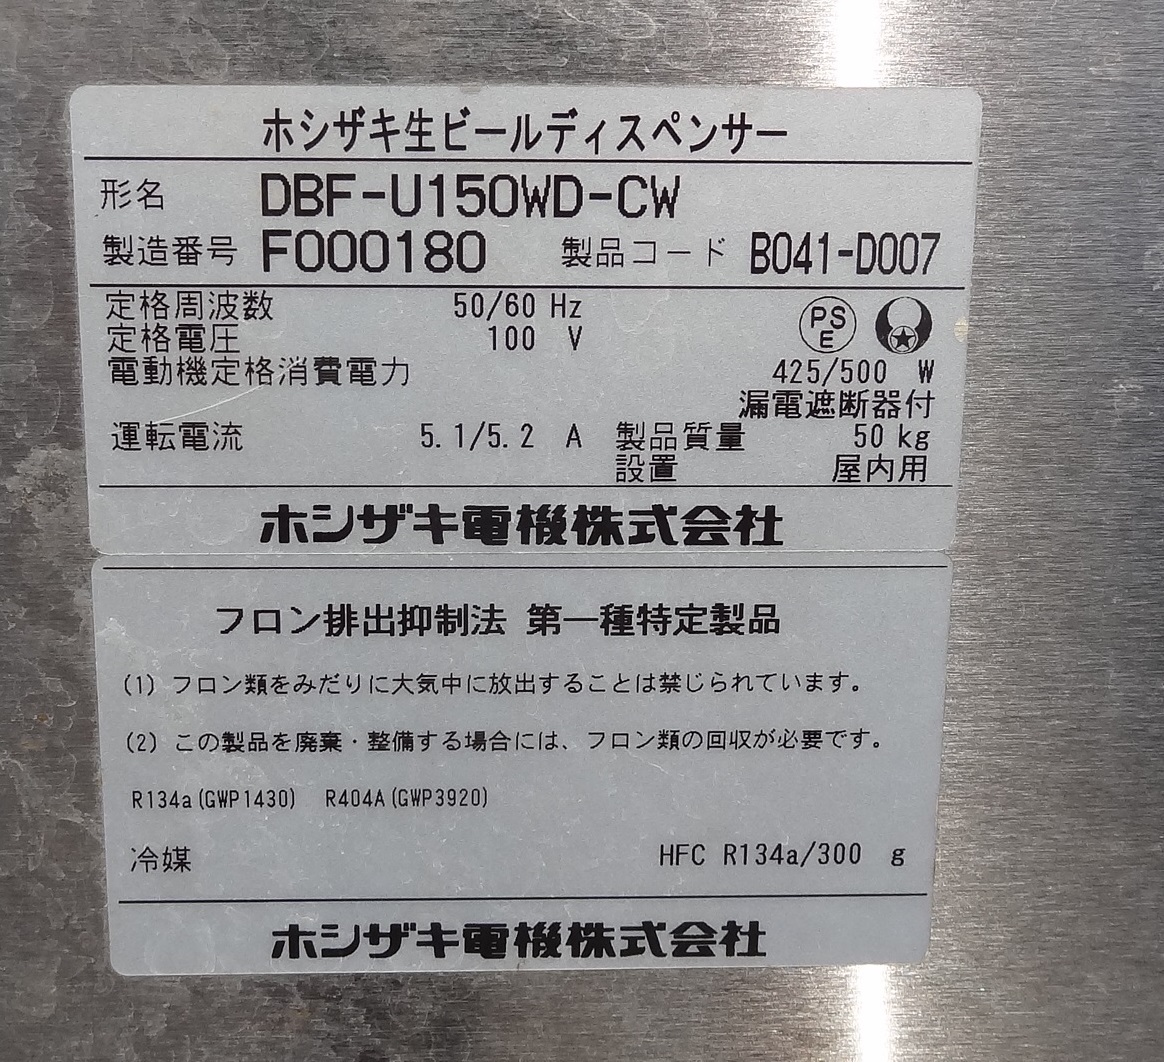 ホシザキ生ビールディスペンサー
形名 DBF-U150WD-CW
製造番号 F000180 製品コード B041-D007
定格周波数 50/60 Hz
PS
E
定格電圧 100 V
電動機定格消費電力 425/500 W
漏電遮断器付
運転電流 5.1/5.2 A 製品質量 50 kg
設置 屋内用
ホシザキ電機株式会社
フロン排出抑制法 第一種特定製品
(1) フロン類をみだりに大気中に放出することは禁じられています。
(2) この製品を廃棄・整備する場合には、フロン類の回収が必要です。
R134a(GWP1430) R404A(GWP3920)
冷媒 HFC R134a/300 g
ホシザキ電機株式会社